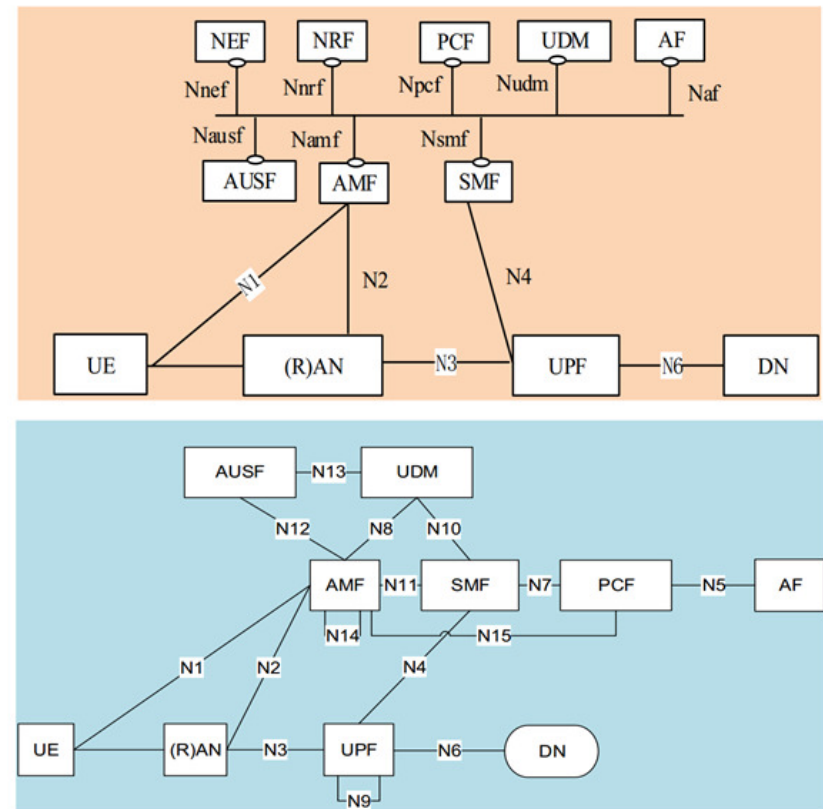 NEF NRF PCF UDM AF
Nnef Nnrf Npcf Nudm Naf
Nausf Namf Nsmf
AUSF AMF SMF
N1 N2 N4
UE (R)AN N3 UPF N6 DN
AUSF N13 UDM
N12 N8 N10
AMF N11 SMF N7 PCF N5 AF
N14 N15
N1 N2 N4
UE (R)AN N3 UPF N6 DN
N9